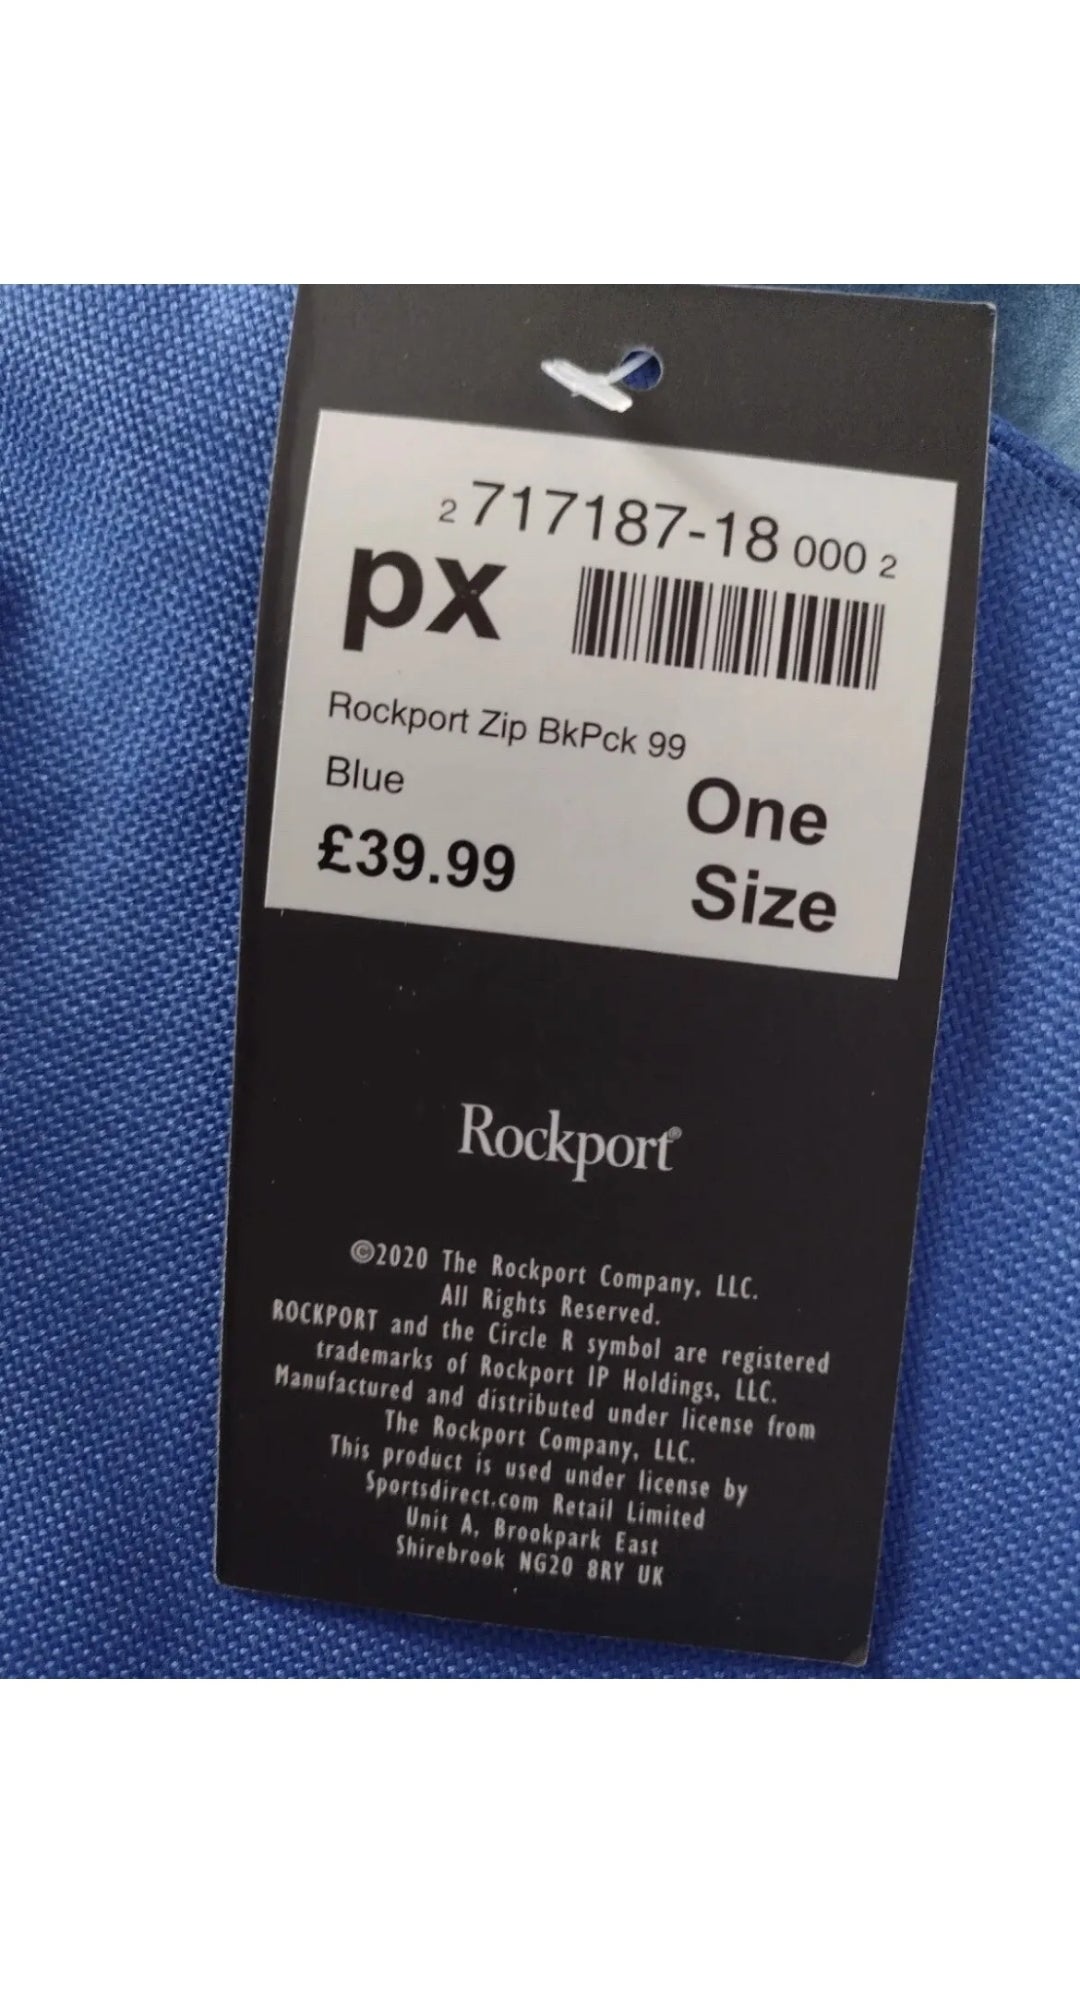 2 717187-18 000 2
px
Rockport Zip BkPck 99
Blue
One
Size
£39.99
Rockport®
©2020 The Rockport Company, LLC.
All Rights Reserved.
ROCKPORT and the Circle R symbol are registered
trademarks of Rockport IP Holdings, LLC.
Manufactured and distributed under license from
The Rockport Company, LLC.
This product is used under license by
Sportsdirect.com Retail Limited
Unit A, Brookpark East
Shirebrook NG20 8RY UK